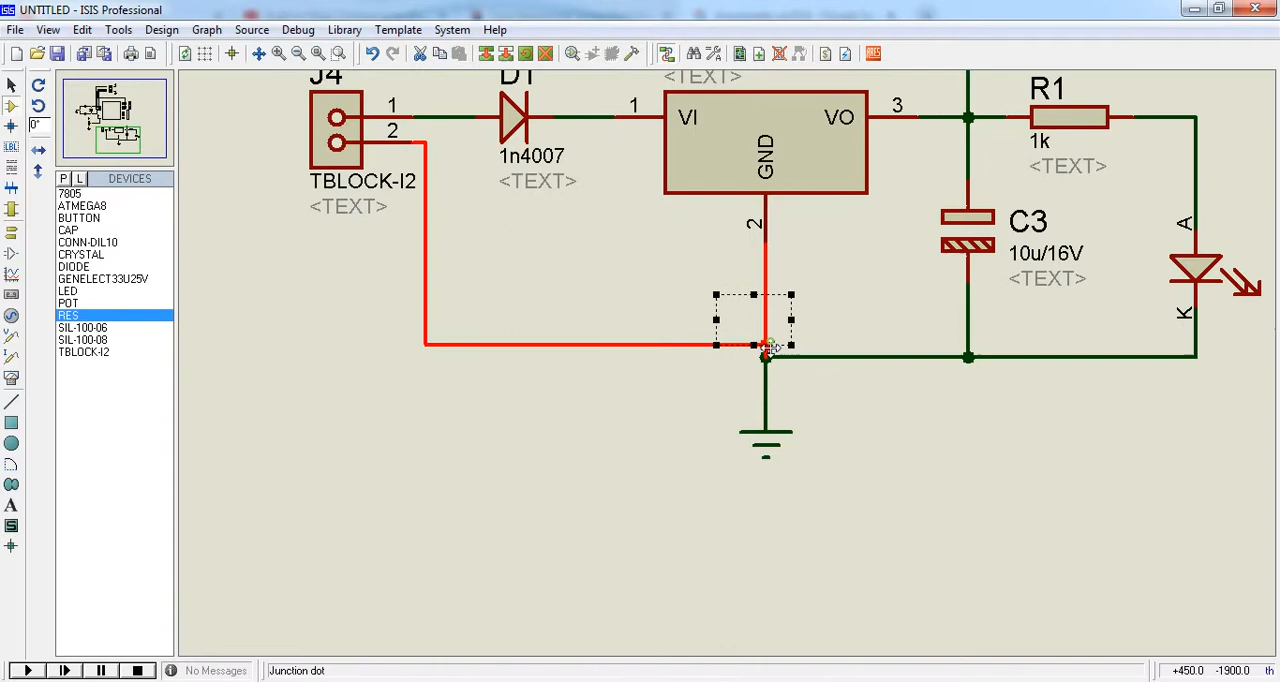 UNTITLED - ISIS Professional
File View Edit Tools Design Graph Source Debug Library Template System Help
ARES
0°
LBL
A
S
P L DEVICES
7805
ATMEGA8
BUTTON
CAP
CONN-DIL10
CRYSTAL
DIODE
GENELECT33U25V
LED
POT
RES
SIL-100-06
SIL-100-08
TBLOCK-I2
J4
1
2
TBLOCK-I2
<TEXT>
D1
1n4007
<TEXT>
<TEXT>
1
VI
VO
GND
3
2
R1
1k
<TEXT>
C3
10u/16V
<TEXT>
A
K
No Messages
Junction dot
+450.0 -1900.0 th